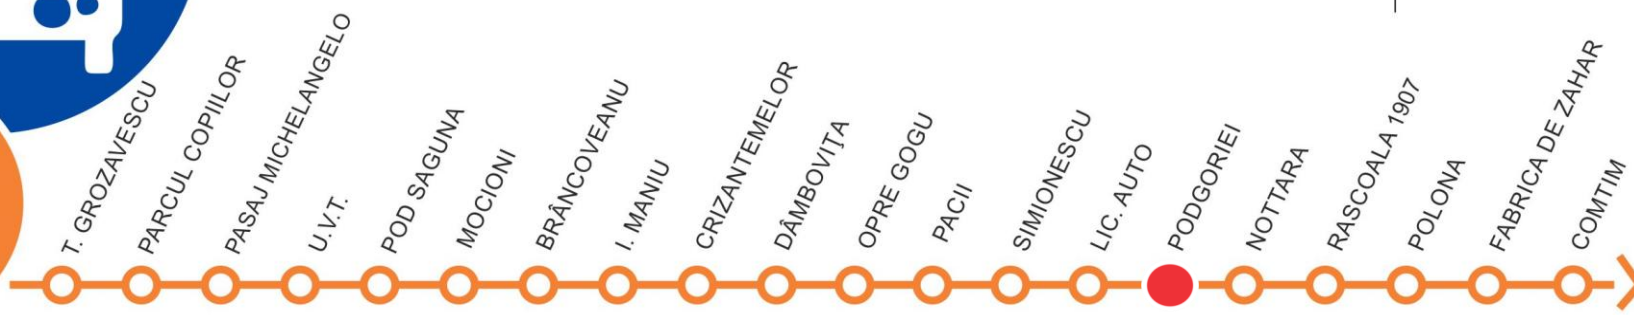 T. GROZAVESCU
PARCUL COPIILOR
PASAJ MICHELANGELO
U.V.T.
POD SAGUNA
MOCIONI
BRÂNCOVEANU
I. MANIU
CRIZANTEMELOR
DÂMBOVIŢA
OPRE GOGU
PACII
SIMIONESCU
LIC. AUTO
PODGORIEI
NOTTARA
RASCOALA 1907
POLONA
FABRICA DE ZAHAR
COMTIM